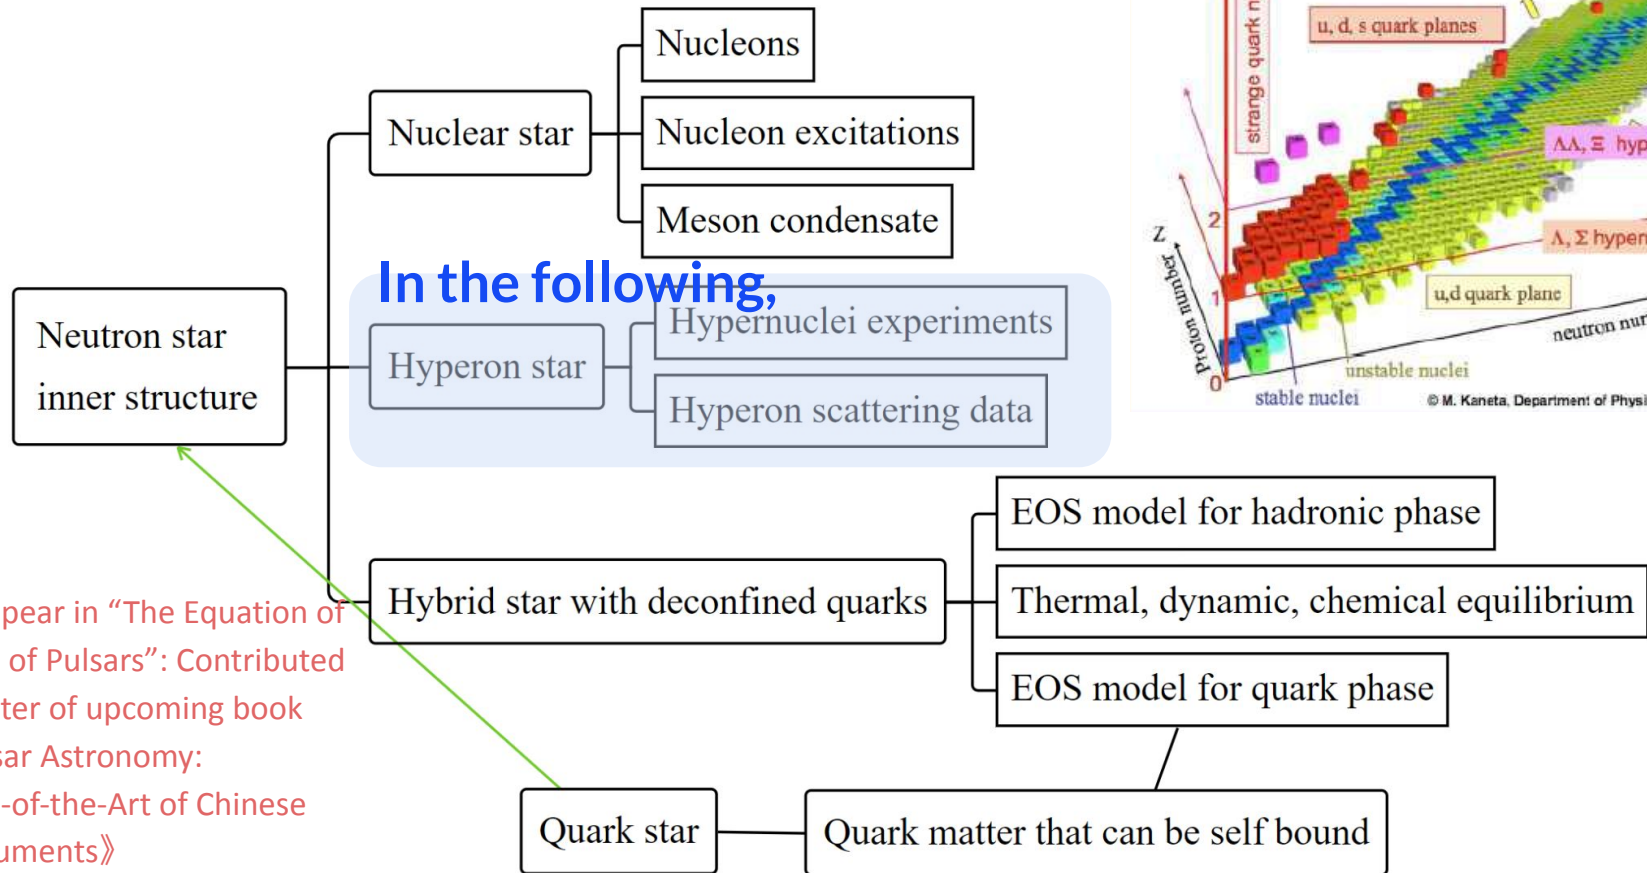 Nucleons
Nuclear star
Nucleon excitations
Meson condensate
In the following,
Neutron star
inner structure
Hyperon star
Hypernuclei experiments
Hyperon scattering data
Hybrid star with deconfined quarks
EOS model for hadronic phase
Thermal, dynamic, chemical equilibrium
EOS model for quark phase
Quark star
Quark matter that can be self bound
pear in “The Equation of
of Pulsars”: Contributed
ter of upcoming book
sar Astronomy:
-of-the-Art of Chinese
uments》
strange quark n
u, d, s quark planes
ΛΛ, Ξ hyp
2
Z
Λ, Σ hypern
1
u,d quark plane
Proton number
neutron nu
0
unstable nuclei
stable nuclei
© M. Kaneta, Department of Physi